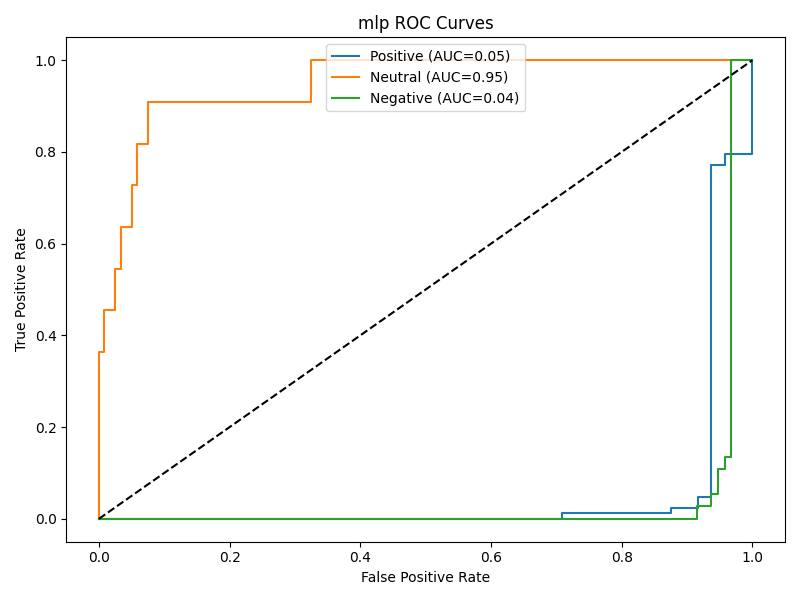 mlp ROC Curves
Positive (AUC=0.05)
Neutral (AUC=0.95)
Negative (AUC=0.04)
True Positive Rate
1.0
0.8
0.6
0.4
0.2
0.0
0.0 0.2 0.4 0.6 0.8 1.0
False Positive Rate